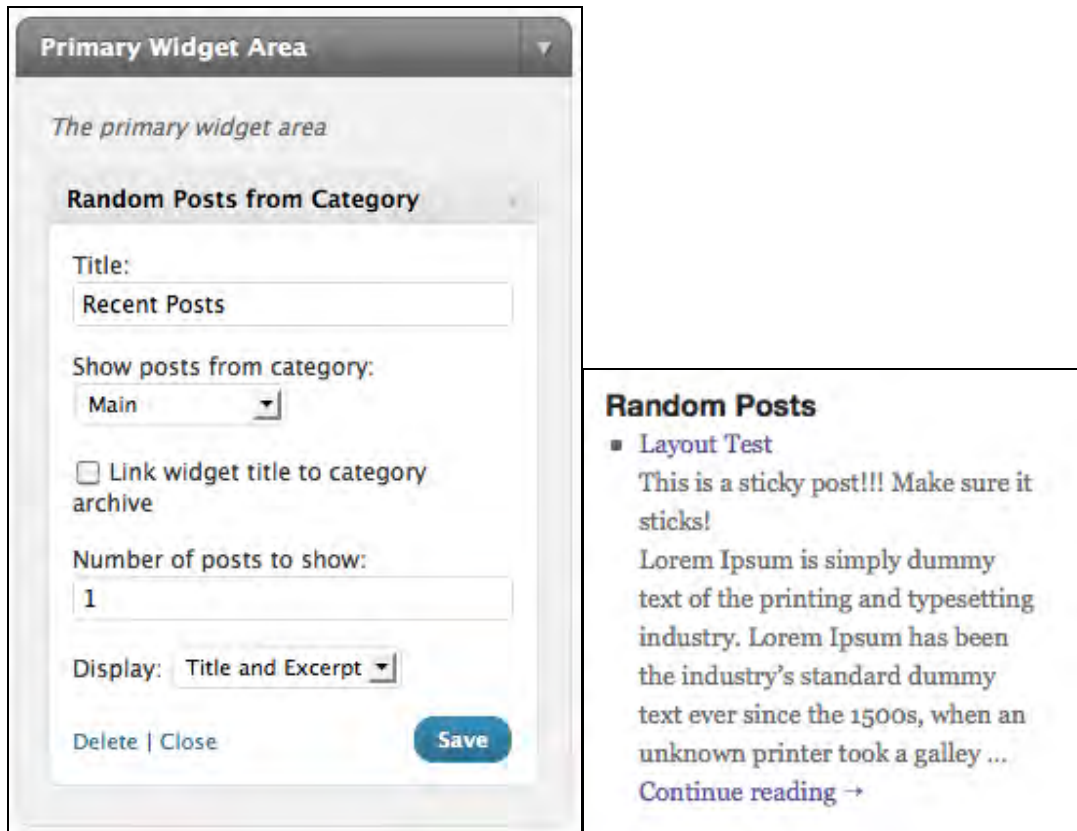 Primary Widget Area
The primary widget area
Random Posts from Category
Title:
Recent Posts
Show posts from category:
Main
Link widget title to category
archive
Number of posts to show:
1
Display: Title and Excerpt
Delete | Close
Save
Random Posts
Layout Test
This is a sticky post!!! Make sure it
sticks!
Lorem Ipsum is simply dummy
text of the printing and typesetting
industry. Lorem Ipsum has been
the industry’s standard dummy
text ever since the 1500s, when an
unknown printer took a galley ...
Continue reading →